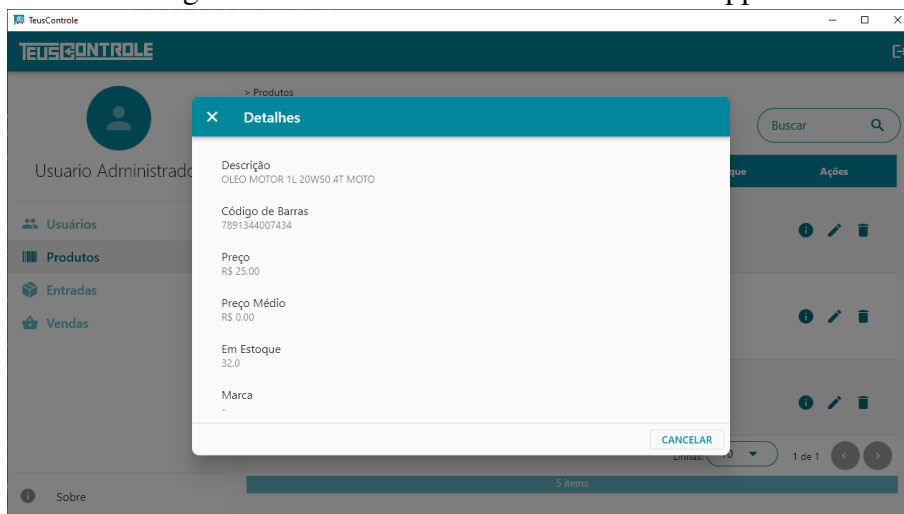 TeusControle
TEUSCONTROLE
> Produtos
Detalhes
Buscar
Usuario Administrado
que
Ações
Descrição
OLEO MOTOR 1L 20W50 4T MOTO
Código de Barras
7891344007434
Usuários
Preço
R$ 25,00
Produtos
Entradas
Preço Médio
R$ 0,00
Vendas
Em Estoque
32.0
Marca
-
CANCELAR
Linhas:
1 de 1
5 items
Sobre